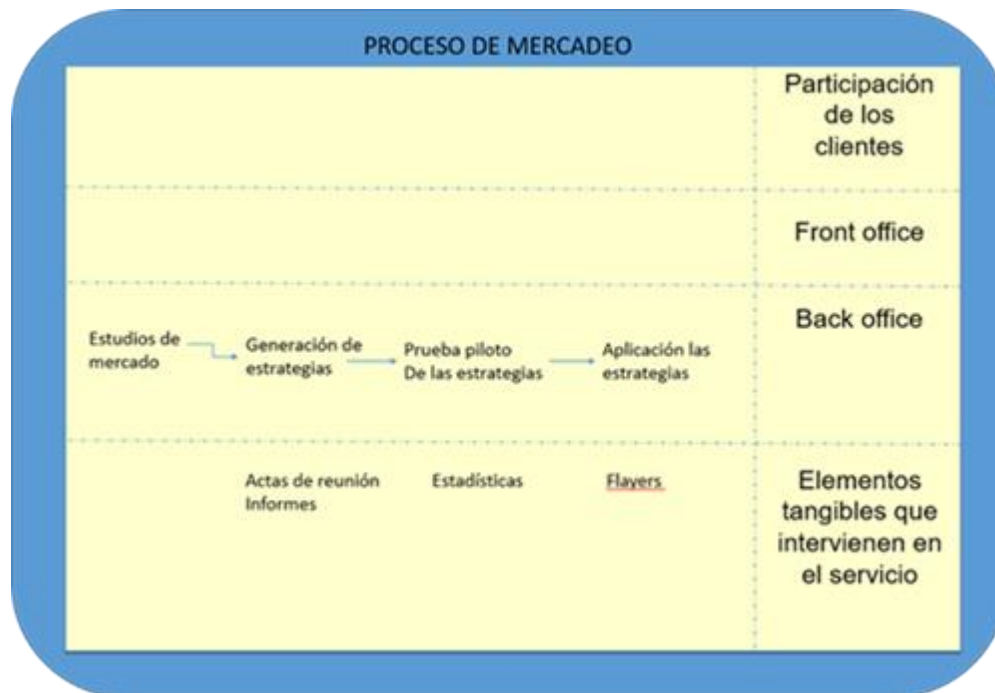 PROCESO DE MERCADEO
Participación
de los
clientes
Front office
Back office
Estudios de
mercado
Generación de
estrategias
Prueba piloto
De las estrategias
Aplicación las
estrategias
Actas de reunión
Informes
Estadísticas
Flayers
Elementos
tangibles que
intervienen en
el servicio